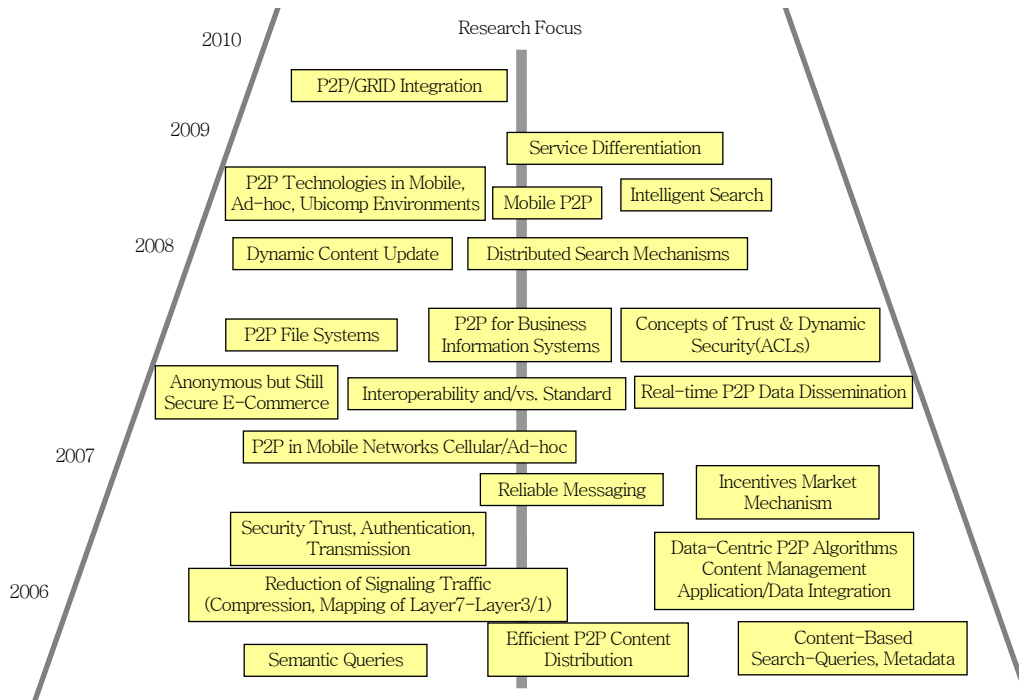 Research Focus
2010
P2P/GRID Integration
2009
Service Differentiation
P2P Technologies in Mobile,
Ad-hoc, Ubicomp Environments
Mobile P2P
Intelligent Search
2008
Dynamic Content Update
Distributed Search Mechanisms
P2P File Systems
P2P for Business
Information Systems
Concepts of Trust & Dynamic
Security(ACLs)
Anonymous but Still
Secure E-Commerce
Interoperability and/vs. Standard
Real-time P2P Data Dissemination
2007
P2P in Mobile Networks Cellular/Ad-hoc
Reliable Messaging
Incentives Market
Mechanism
Security Trust, Authentication,
Transmission
Data-Centric P2P Algorithms
Content Management
Application/Data Integration
2006
Reduction of Signaling Traffic
(Compression, Mapping of Layer7-Layer3/1)
Semantic Queries
Efficient P2P Content
Distribution
Content-Based
Search-Queries, Metadata